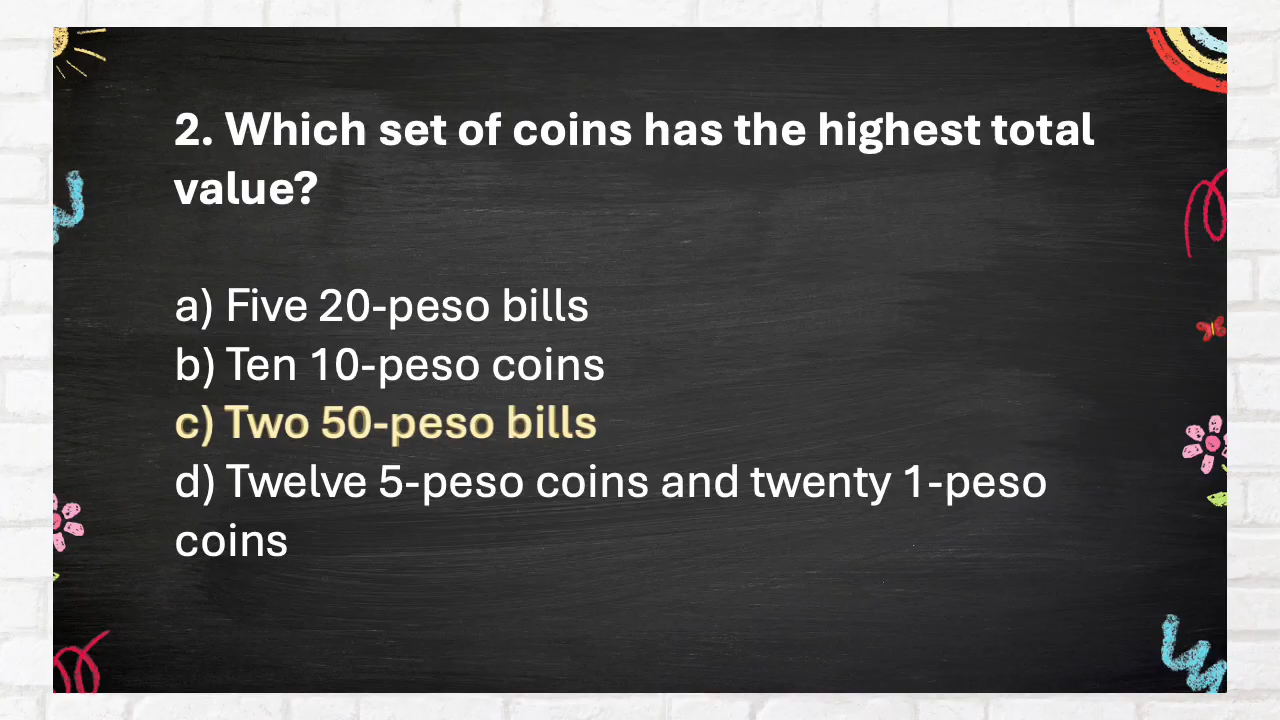 2. Which set of coins has the highest total
value?
a) Five 20-peso bills
b) Ten 10-peso coins
c) Two 50-peso bills
d) Twelve 5-peso coins and twenty 1-peso
coins